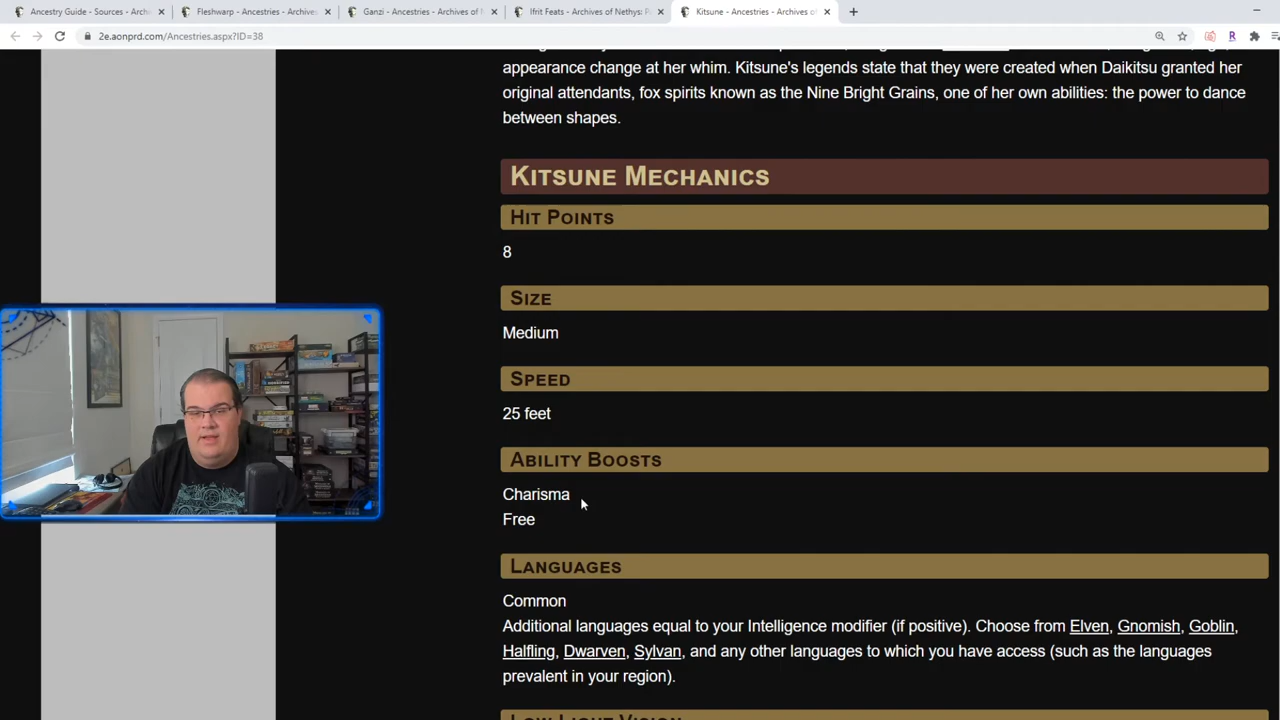 Ancestry Guide - Sources - Arch
Fleshwarp - Ancestries - Archives
Ganzi - Ancestries - Archives of N
Ifrit Feats - Archives of Nethys: P
Kitsune - Ancestries - Archives of
2e.aonprd.com/Ancestries.aspx?ID=38
appearance change at her whim. Kitsune's legends state that they were created when Daikitsu granted her
original attendants, fox spirits known as the Nine Bright Grains, one of her own abilities: the power to dance
between shapes.
KITSUNE MECHANICS
HIT POINTS
8
SIZE
Medium
SPEED
25 feet
ABILITY BOOSTS
Charisma
Free
LANGUAGES
Common
Additional languages equal to your Intelligence modifier (if positive). Choose from Elven, Gnomish, Goblin,
Halfling, Dwarven, Sylvan, and any other languages to which you have access (such as the languages
prevalent in your region).
LOW-LIGHT VISION